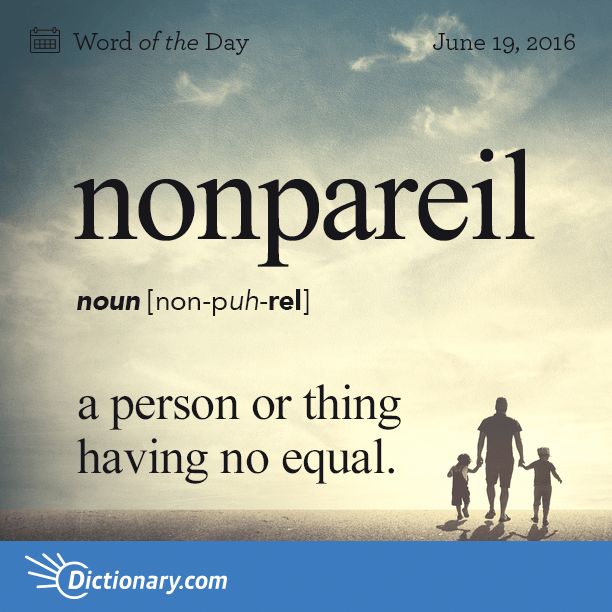 Word of the Day
June 19, 2016
nonpareil
noun [non-puh-rel]
a person or thing
having no equal.
Dictionary.com